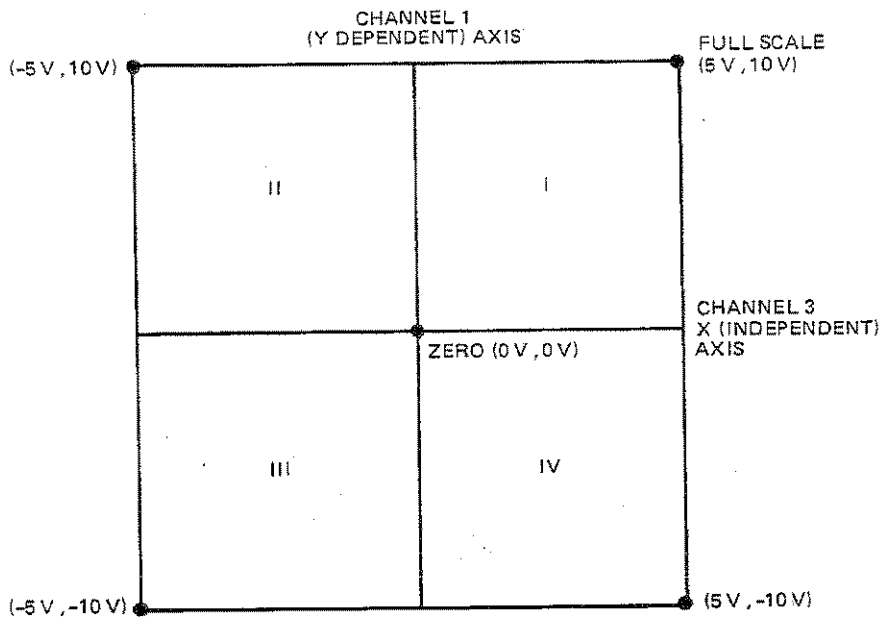 CHANNEL 1
(Y DEPENDENT) AXIS
(-5 V, 10 V)
FULL SCALE
(5 V, 10 V)
II
I
CHANNEL 3
X (INDEPENDENT)
AXIS
ZERO (0 V, 0 V)
III
IV
(-5 V, -10 V)
(5 V, -10 V)